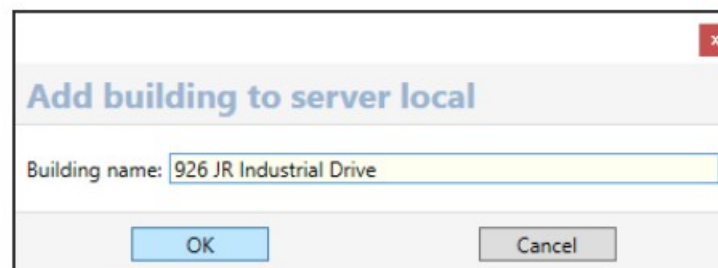 x
Add building to server local
Building name: 926 JR Industrial Drive
OK Cancel